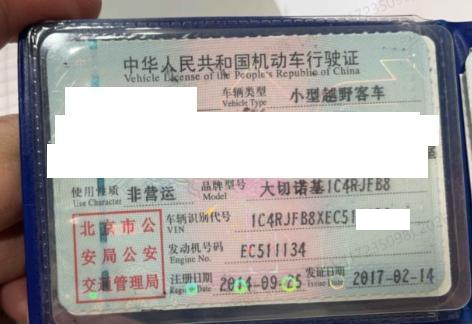 中华人民共和国机动车行驶证
Vehicle License of the People's Republic of China
车辆类型 小型越野客车
Vehicle Type
使用性质 非营运 品牌型号 大切诺基1C4RJFB8
Use Character Model
车辆识别代号 1C4RJFB8XEC51
VIN
发动机号码 EC511134
Engine No.
注册日期 2014-09-25 发证日期 2017-02-14
Register Date Issue Date
北京市公
安局公安
交通管理局